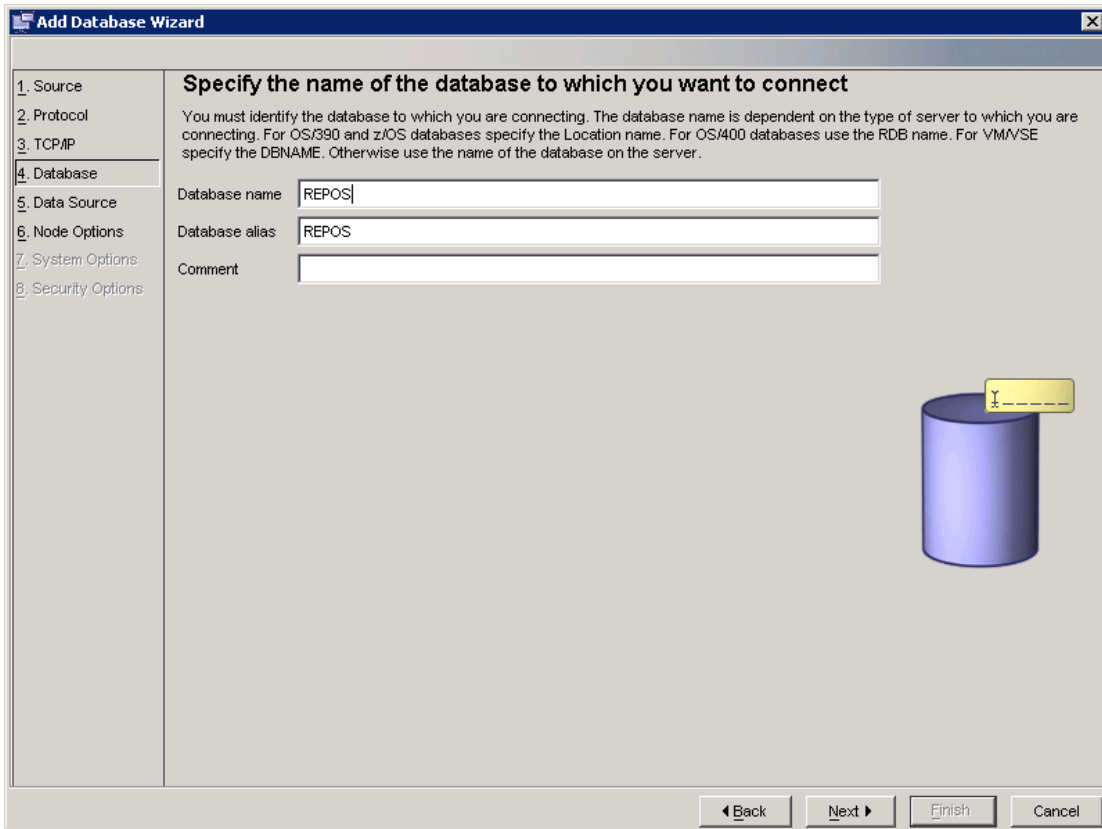 Add Database Wizard
1. Source
2. Protocol
3. TCP/IP
4. Database
5. Data Source
6. Node Options
7. System Options
8. Security Options
Specify the name of the database to which you want to connect
You must identify the database to which you are connecting. The database name is dependent on the type of server to which you are
connecting. For OS/390 and z/OS databases specify the Location name. For OS/400 databases use the RDB name. For VM/VSE
specify the DBNAME. Otherwise use the name of the database on the server.
Database name REPOS
Database alias REPOS
Comment
Back Next Finish Cancel